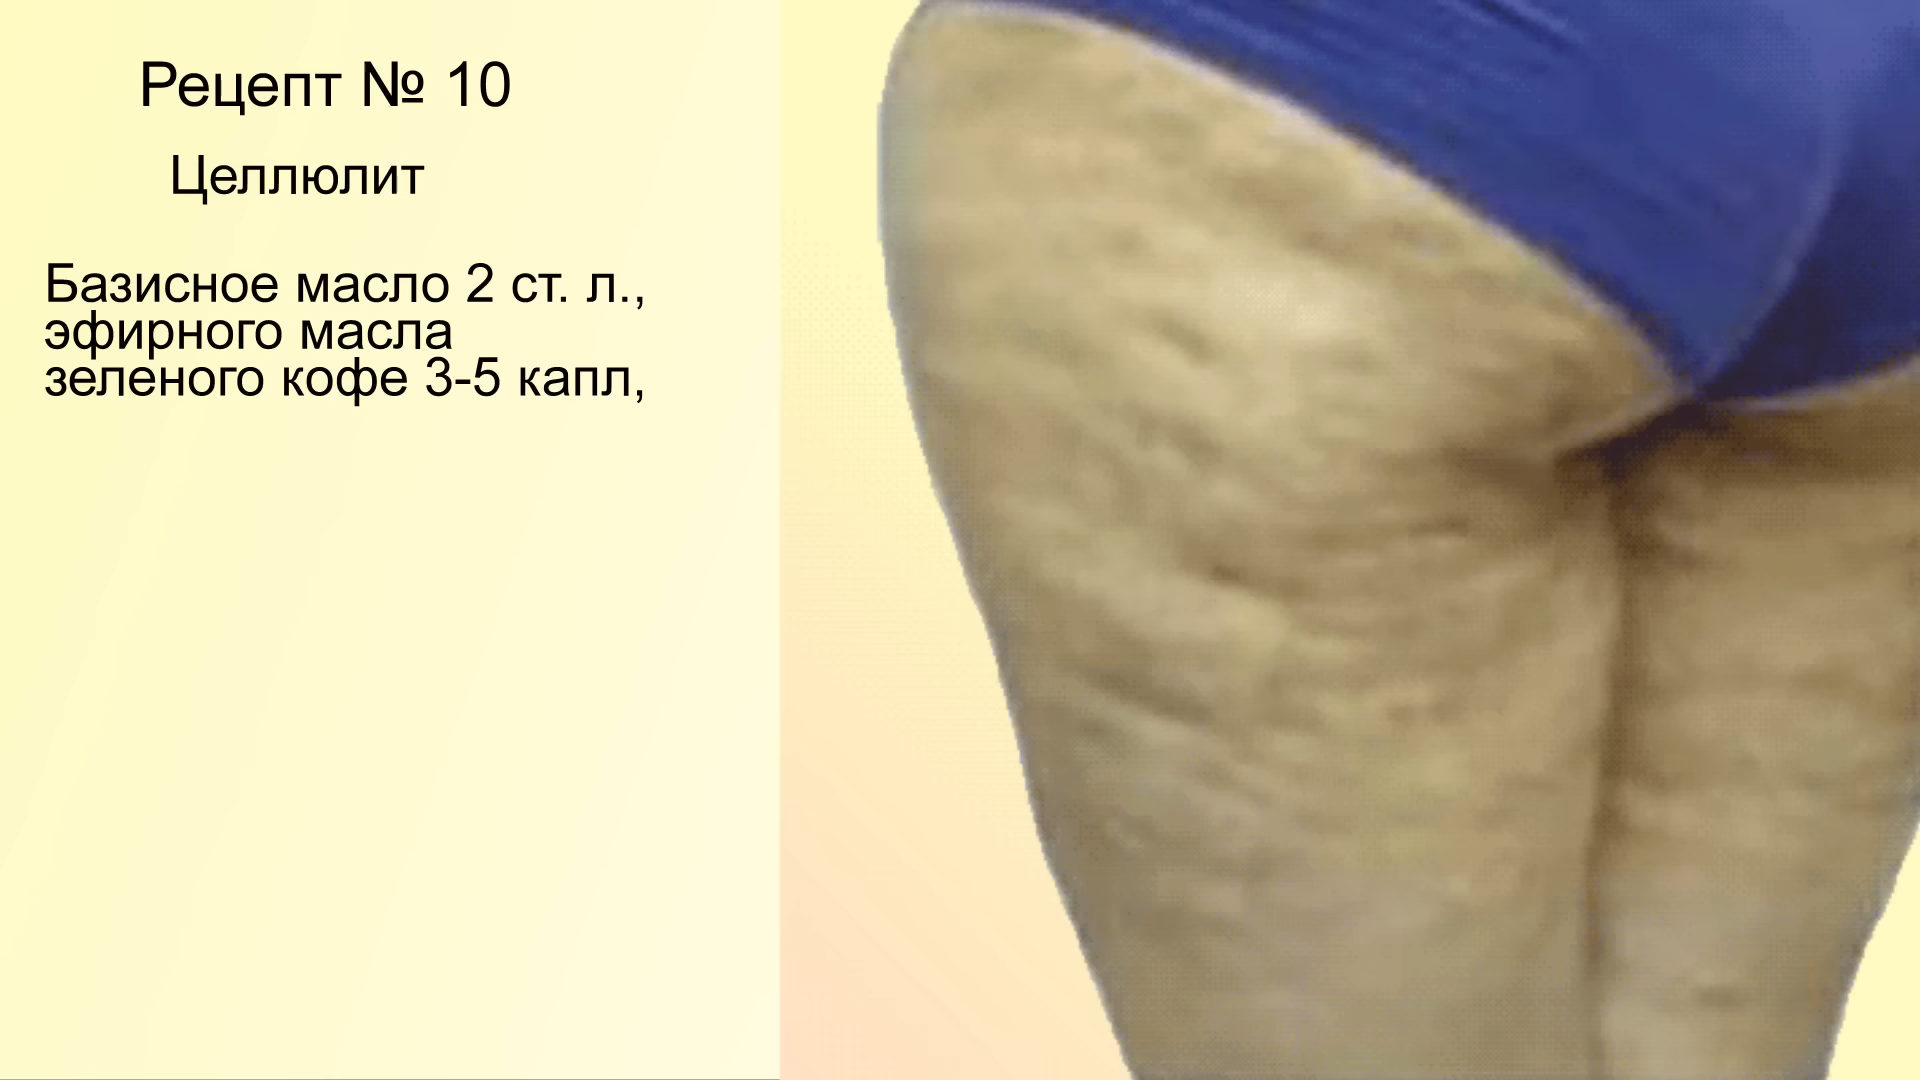 Рецепт № 10
Целлюлит
Базисное масло 2 ст. л.,
эфирного масла
зеленого кофе 3-5 капл,